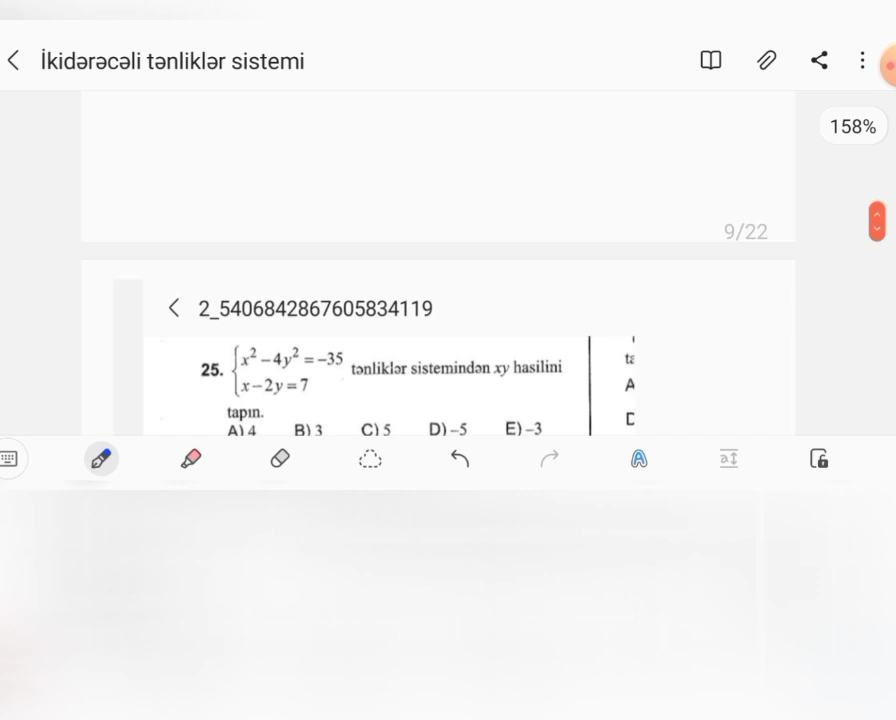 İkidərəcəli tənliklər sistemi
158%
9/22
2_5406842867605834119
25. {x² – 4y² = –35
x – 2y = 7
tənliklər sistemindən xy hasilini
tapın.
A) 4 B) 3 C) 5 D) –5 E) –3
A